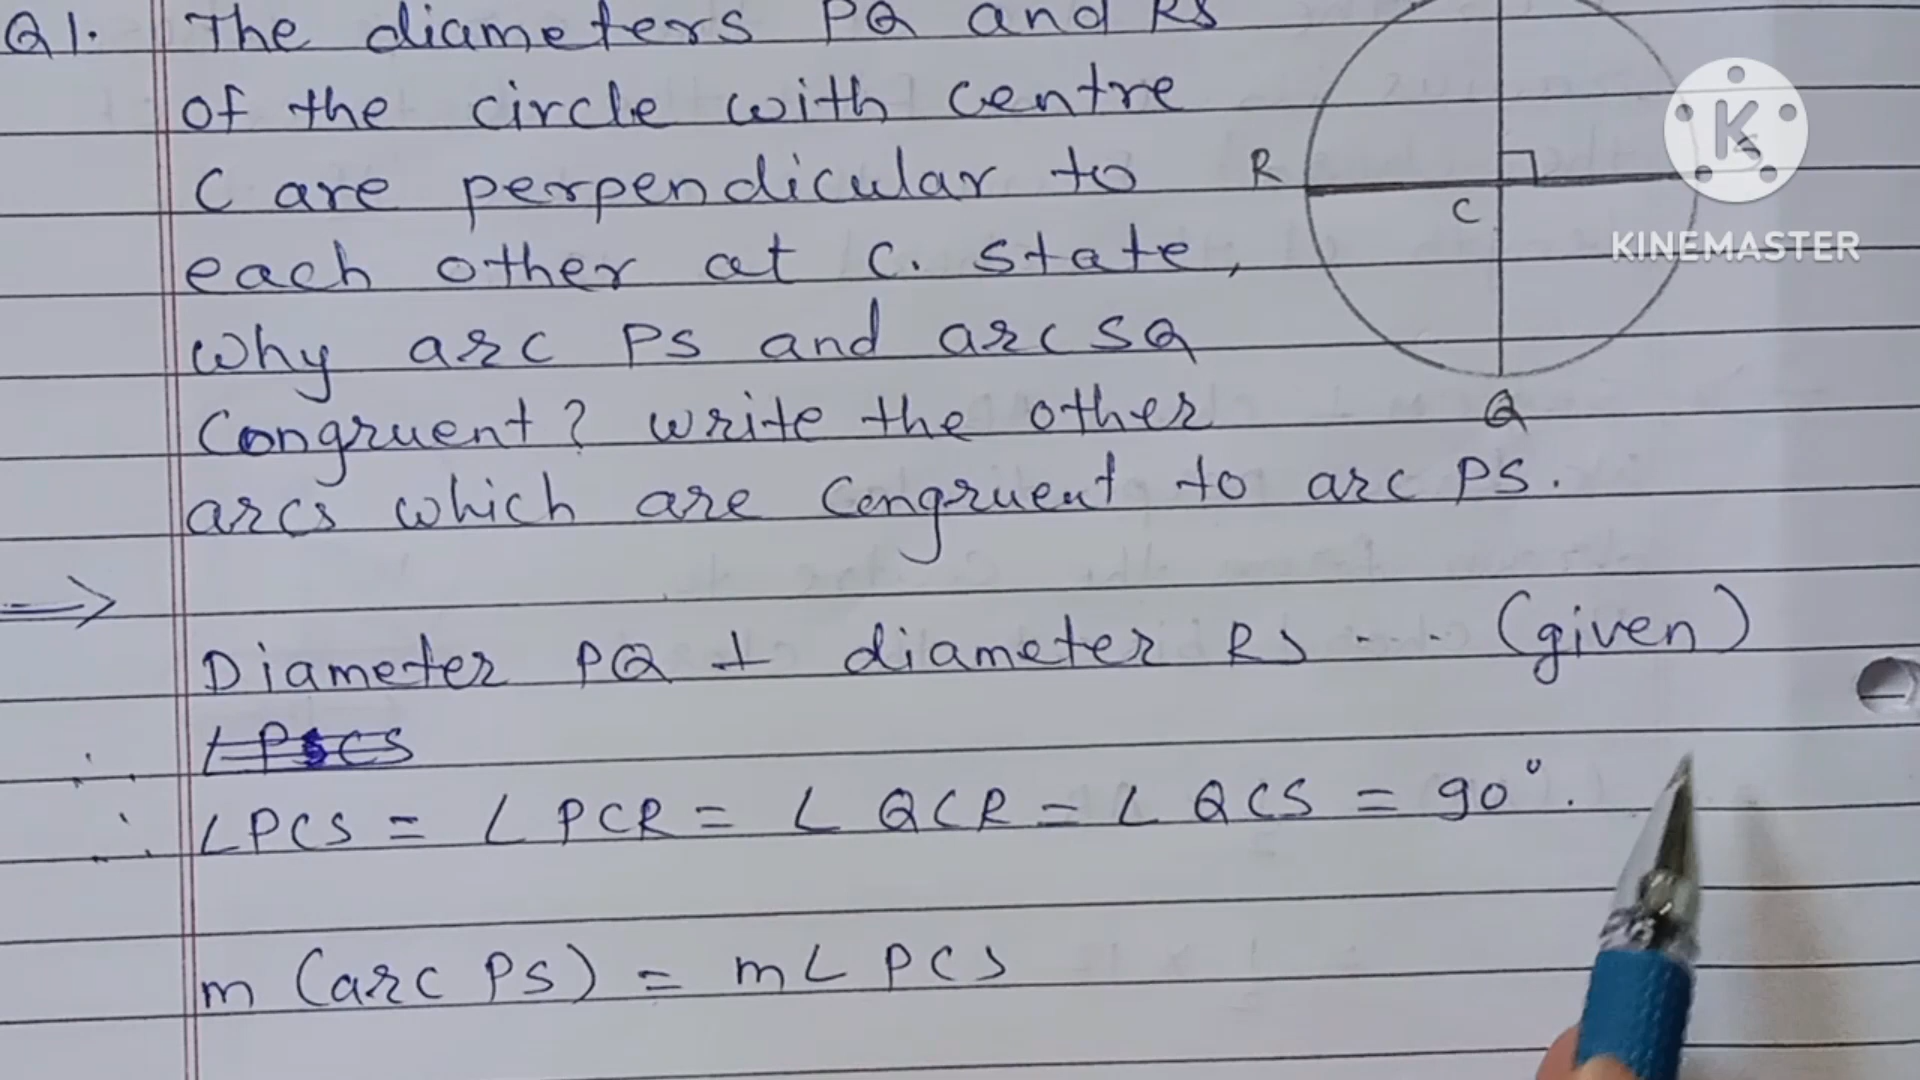 Q1. The diameters PQ and RS
of the circle with centre
C are perpendicular to
each other at C. state,
why arc PS and arc SQ
Congruent? write the other
arcs which are Congruent to arc PS.
R
C
Q
K
KINEMASTER
⇒
Diameter PQ ⊥ diameter RS ... (given)
∴ ∠PSCS
∴ ∠PCS = ∠PCR = ∠QCR = ∠QCS = 90°.
m (arc PS) = m∠PCS